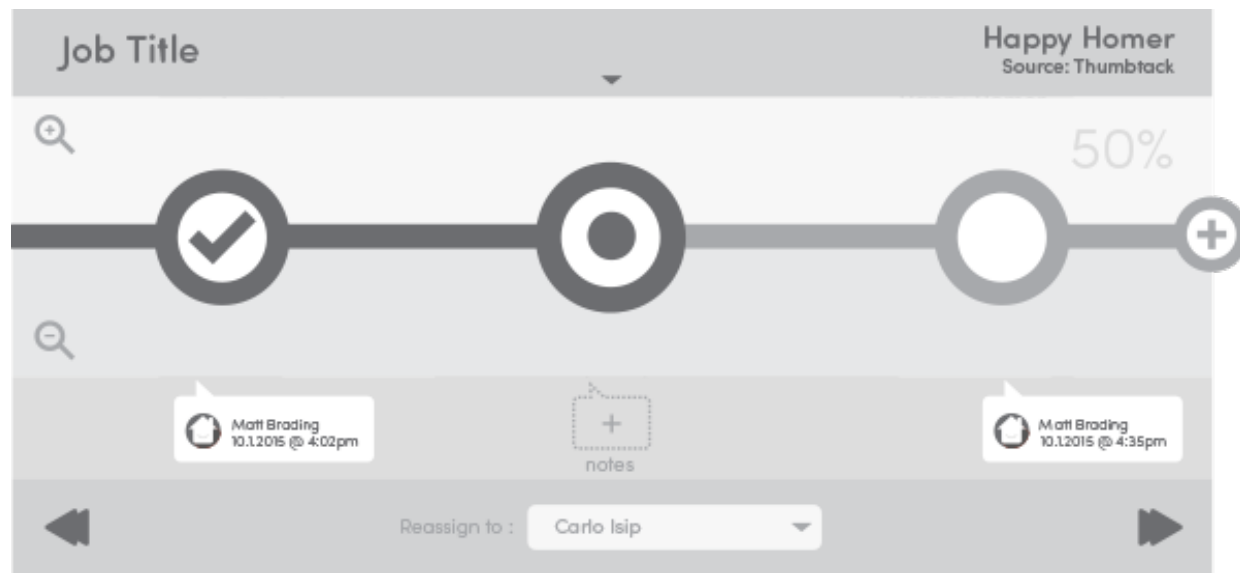 Job Title
Happy Homer
Source: Thumbtack
50%
Matt Brading
10.1.2015 @ 4:02pm
notes
Matt Brading
10.1.2015 @ 4:35pm
Reassign to : Carlo Isip